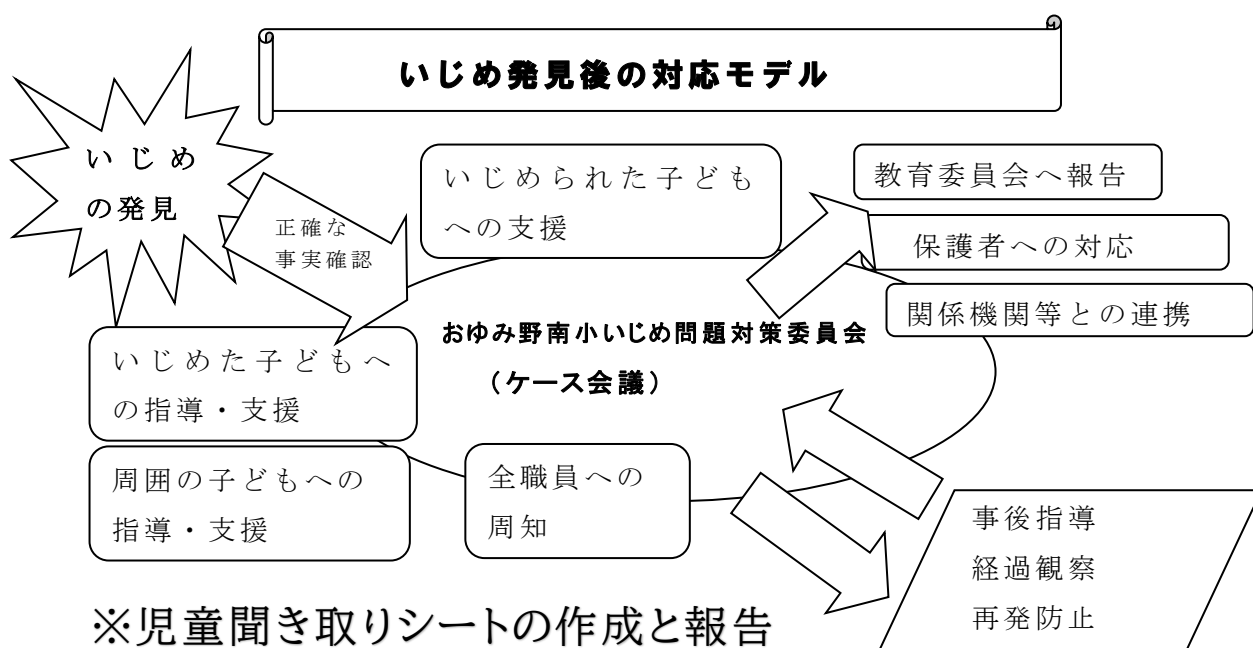 いじめ発見後の対応モデル
いじめ
の発見
正確な
事実確認
いじめられた子ども
への支援
教育委員会へ報告
保護者への対応
関係機関等との連携
おゆみ野南小いじめ問題対策委員会
（ケース会議）
いじめた子どもへ
の指導・支援
周囲の子どもへの
指導・支援
全職員への
周知
事後指導
経過観察
再発防止
※児童聞き取りシートの作成と報告